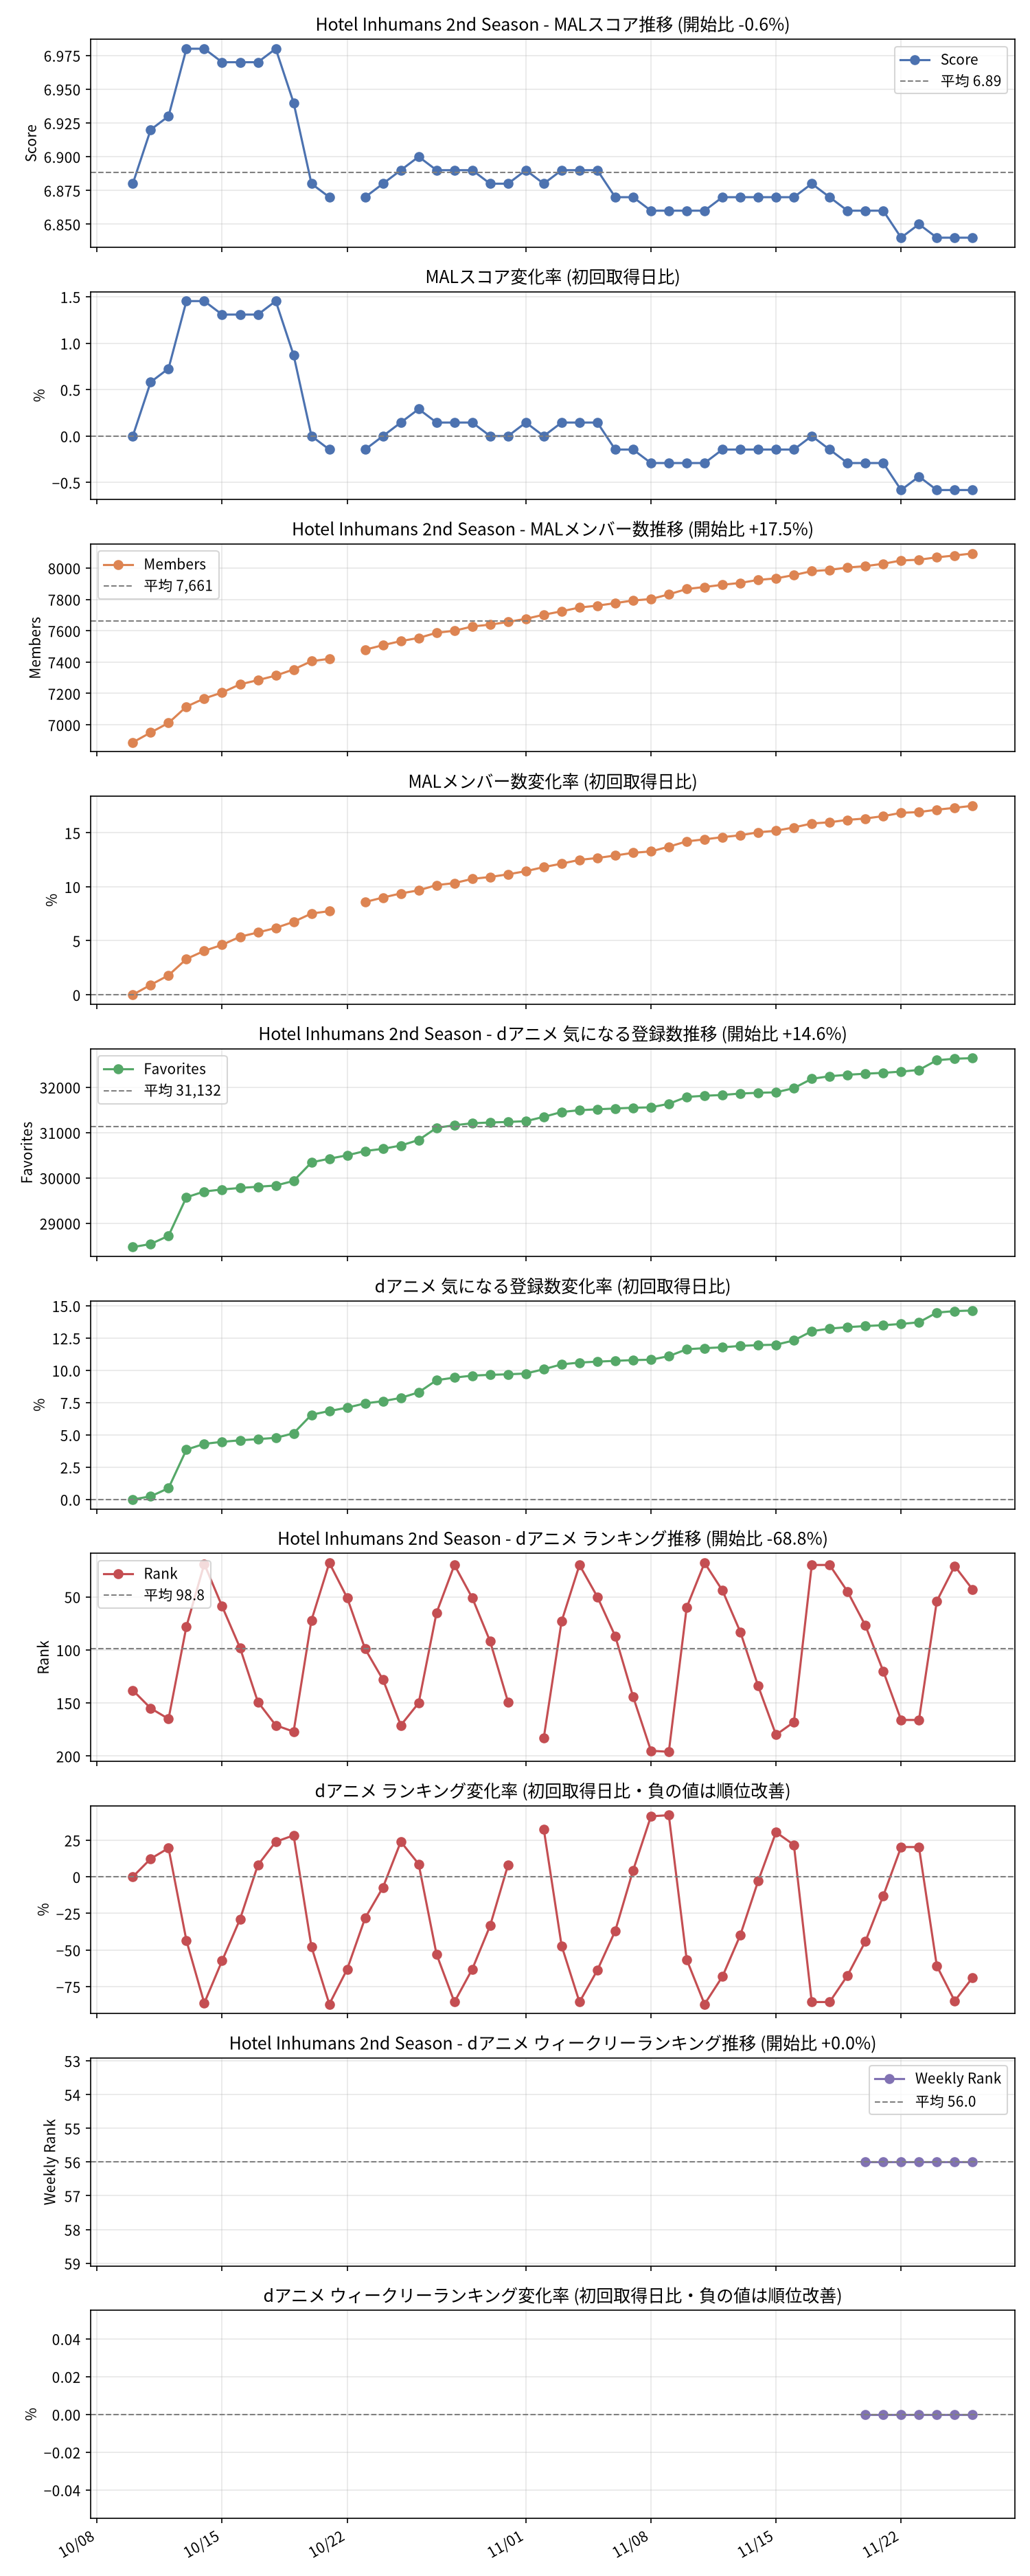 Hotel Inhumans 2nd Season - MALスコア推移 (開始比 -0.6%)
6.975
6.950
6.925
6.900
6.875
6.850
Score
Score
平均 6.89
MALスコア変化率 (初回取得日比)
1.5
1.0
0.5
0.0
−0.5
%
Hotel Inhumans 2nd Season - MALメンバー数推移 (開始比 +17.5%)
8000
7800
7600
7400
7200
7000
Members
Members
平均 7,661
MALメンバー数変化率 (初回取得日比)
15
10
5
0
%
Hotel Inhumans 2nd Season - dアニメ 気になる登録数推移 (開始比 +14.6%)
32000
31000
30000
29000
Favorites
Favorites
平均 31,132
dアニメ 気になる登録数変化率 (初回取得日比)
15.0
12.5
10.0
7.5
5.0
2.5
0.0
%
Hotel Inhumans 2nd Season - dアニメ ランキング推移 (開始比 -68.8%)
50
100
150
200
Rank
Rank
平均 98.8
dアニメ ランキング変化率 (初回取得日比・負の値は順位改善)
25
0
−25
−50
−75
%
Hotel Inhumans 2nd Season - dアニメ ウィークリーランキング推移 (開始比 +0.0%)
53
54
55
56
57
58
59
Weekly Rank
Weekly Rank
平均 56.0
dアニメ ウィークリーランキング変化率 (初回取得日比・負の値は順位改善)
0.04
0.02
0.00
−0.02
−0.04
%
10/08
10/15
10/22
11/01
11/08
11/15
11/22